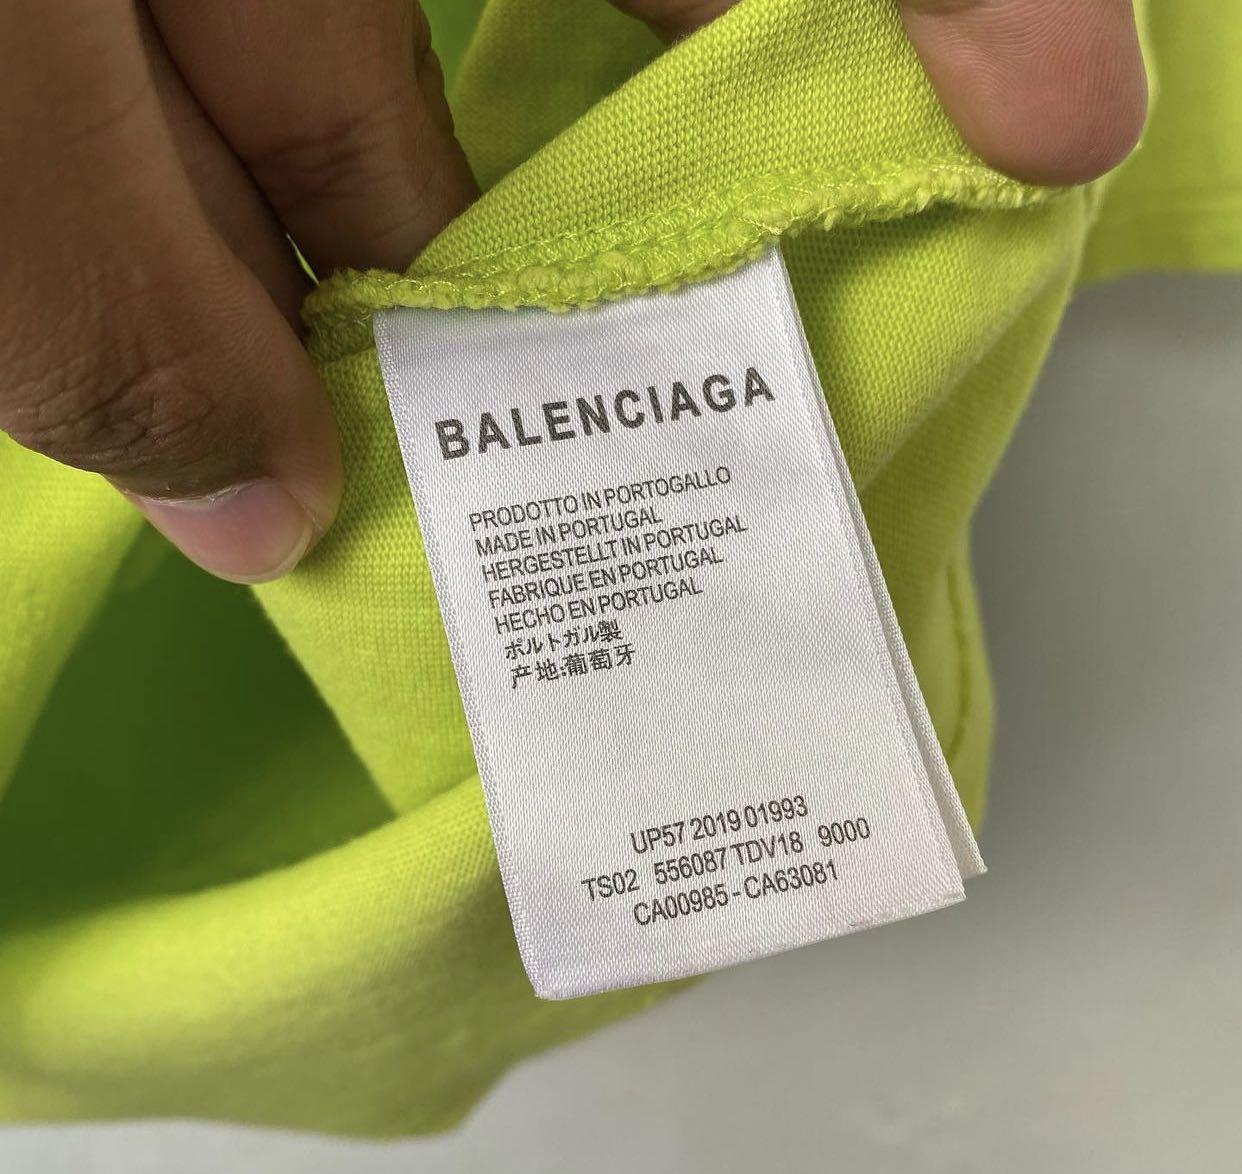 BALENCIAGA
PRODOTTO IN PORTOGALLO
MADE IN PORTUGAL
HERGESTELLT IN PORTUGAL
FABRIQUE EN PORTUGAL
HECHO EN PORTUGAL
ポルトガル製
产地:葡萄牙
UP57 2019 01993
TS02 556087 TDV18 9000
CA00985 - CA63081